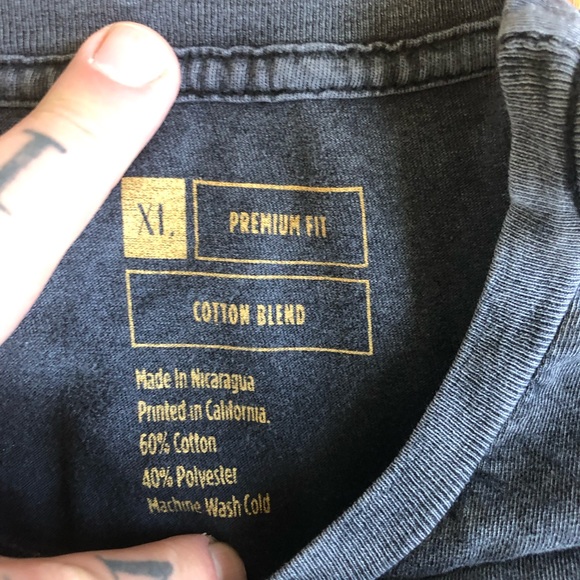 XL
PREMIUM FIT
COTTON BLEND
Made In Nicaragua
Printed in California.
60% Cotton
40% Polyester
Machine Wash Cold